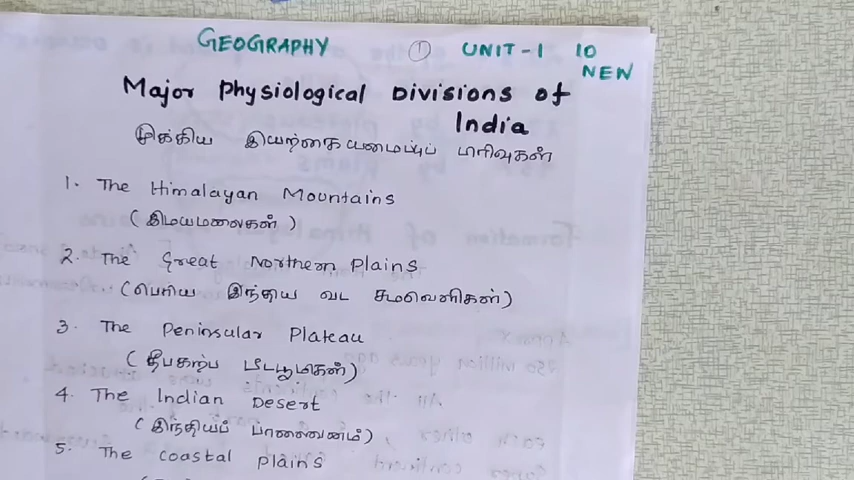 GEOGRAPHY ① UNIT-1 10
NEW
Major Physiological Divisions of
India
முக்கிய இயற்கையமைப்புப் பிரிவுகள்
1. The Himalayan Mountains
(இமயமலைகள்)
2. The Great Northern Plains
(பெரிய இந்திய வட சமவெளிகள்)
3. The Peninsular Plateau
(தீபகற்ப பீடபூமிகள்)
4. The Indian Desert
(இந்தியப் பாலைவனம்)
5. The Coastal Plains